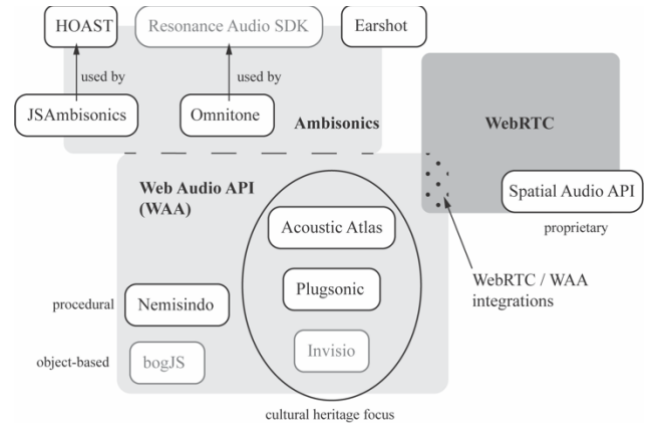 HOAST
Resonance Audio SDK
Earshot
used by
used by
JSAmbisonics
Omnitone
Ambisonics
WebRTC
Web Audio API
(WAA)
Spatial Audio API
proprietary
Acoustic Atlas
WebRTC / WAA
integrations
Plugsonic
procedural
Nemisindo
object-based
bogJS
Invisio
cultural heritage focus